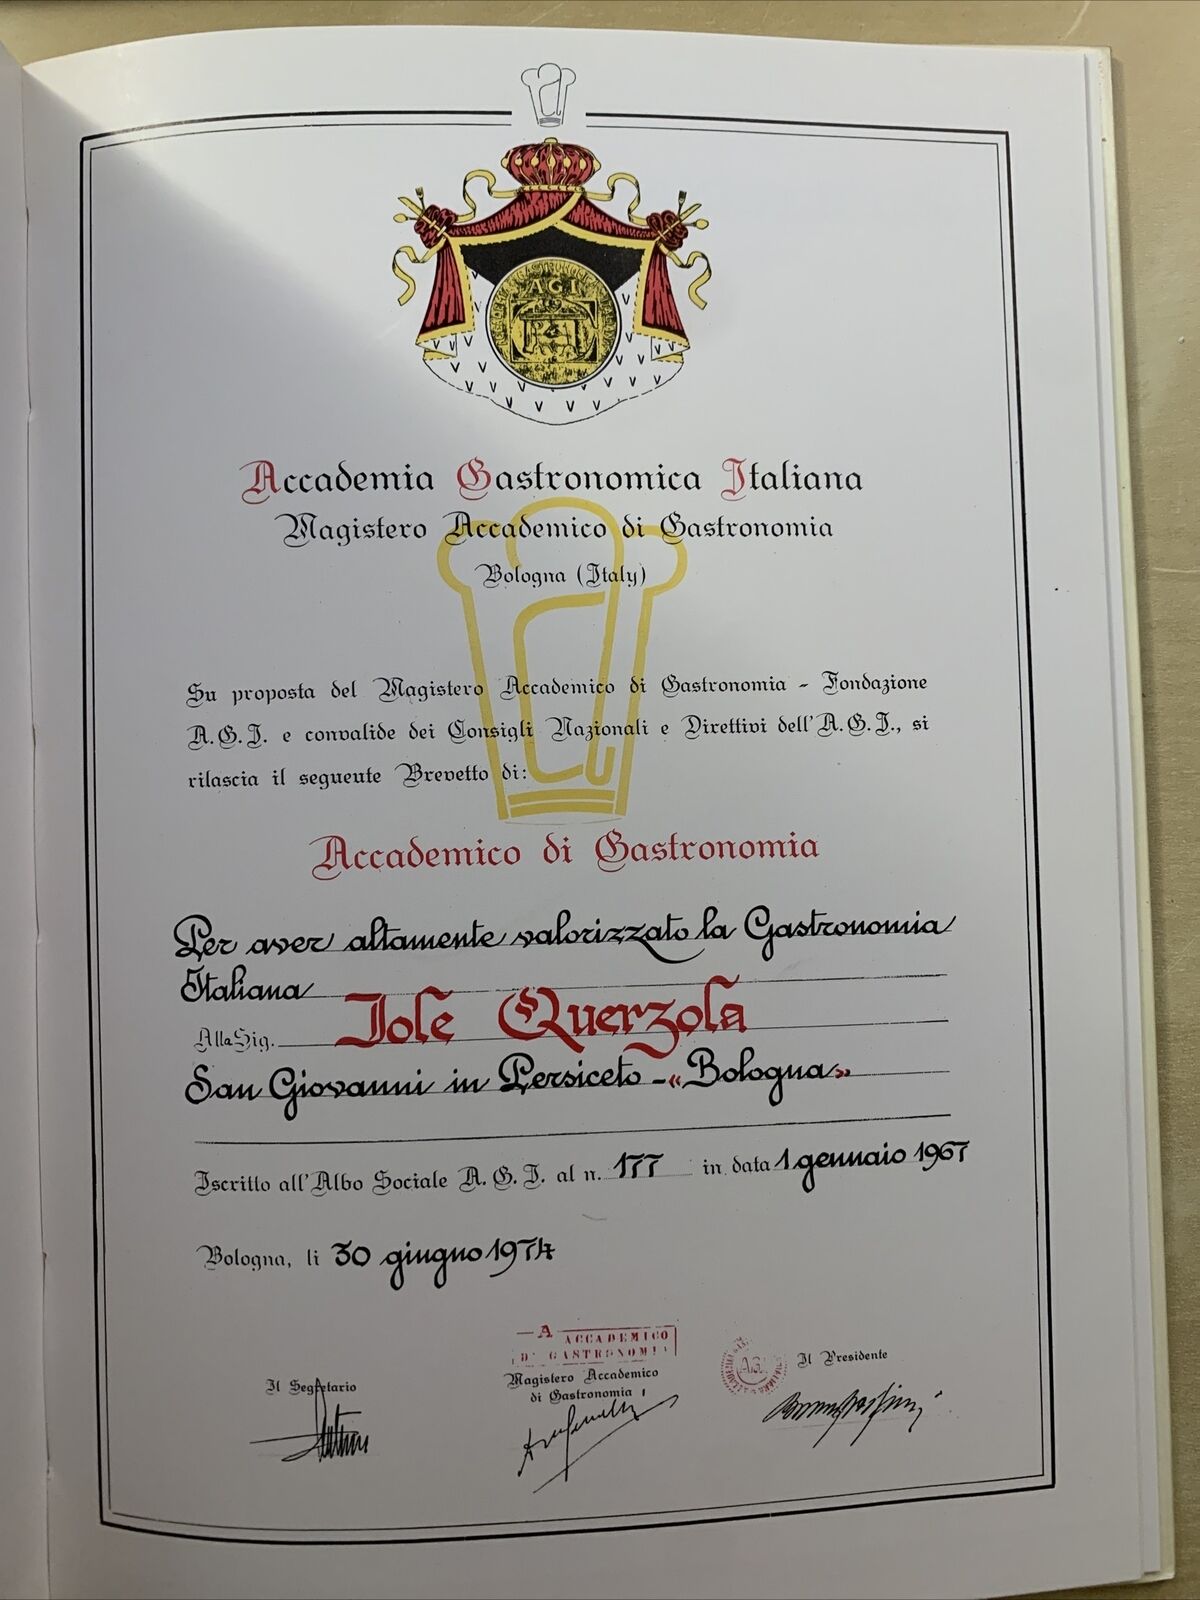 AGI
Accademia Gastronomica Italiana
Magistero Accademico di Gastronomia
Bologna (Italy)
Su proposta del Magistero Accademico di Gastronomia - Fondazione
A.G.I. e convalide dei Consigli Nazionali e Direttivi dell'A.G.I., si
rilascia il seguente Brevetto di:
Accademico di Gastronomia
Per aver altamente valorizzato la Gastronomia
Italiana
Alla Sig. Iole Querzola
San Giovanni in Persiceto - «Bologna»
Iscritto all'Albo Sociale A.G.I. al n. 177 in data 1 gennaio 1967
Bologna, li 30 giugno 1974
A ACCADEMICO
DI GASTRONOMIA
Il Segretario
Magistero Accademico
di Gastronomia
A.G.I.
Il Presidente